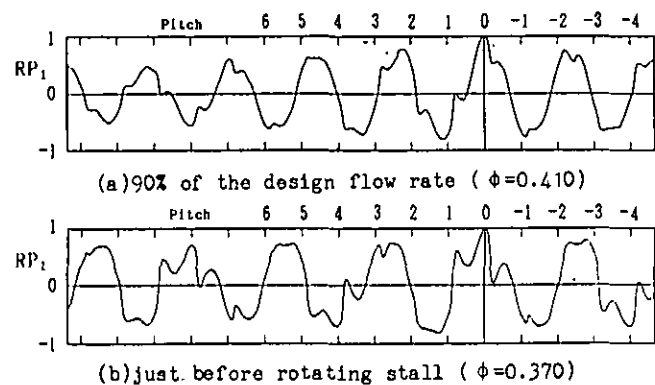 Pitch 6 5 4 3 2 1 0 -1 -2 -3 -4
1
RP1
0
-1
(a)90% of the design flow rate ( φ=0.410)
Pitch 6 5 4 3 2 1 0 -1 -2 -3 -4
1
RP2
0
-1
(b)just before rotating stall ( φ=0.370)